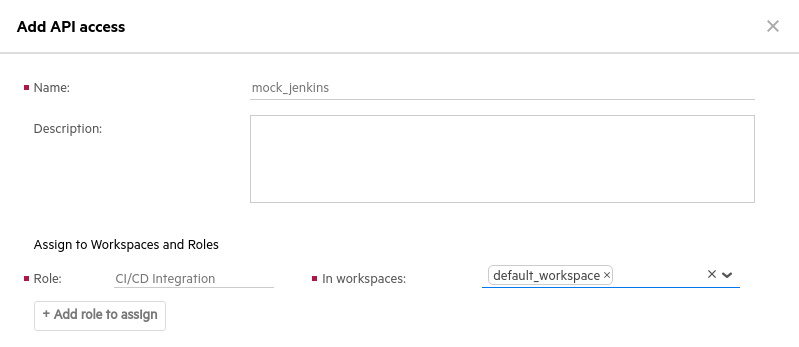 Add API access
Name: mock_jenkins
Description:
Assign to Workspaces and Roles
Role: CI/CD Integration In workspaces: default_workspace ×
+ Add role to assign